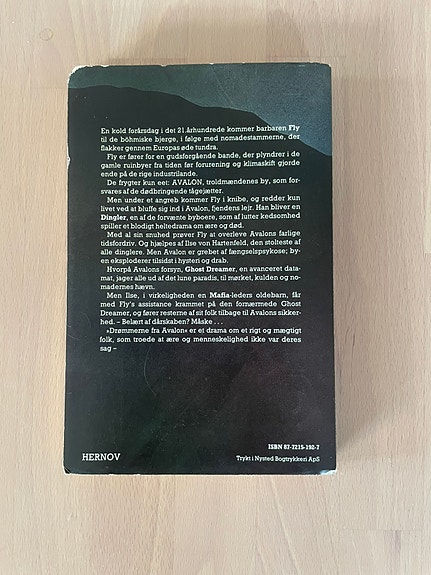 En kold forårsdag i det 21. århundrede kommer barbaren Fly
til de böhmiske bjerge, i følge med nomadestammerne, der
flakker gennem Europas øde tundra.
Fly er fører for en gudsforgående bande, der plyndrer i de
gamle ruinbyer fra tiden før forurening og klimaskift gjorde
ende på de rige industrilande.
De frygter kun eet: AVALON, troldmændenes by, som for-
svares af de dødbringende tågejætter.
Men under et angreb kommer Fly i knibe, og redder kun
livet ved at bluffe sig ind i Avalon, fjendens lejr. Han bliver en
Dingler, en af de forvænte byboere, som af lutter kedsomhed
spiller et blodigt heltedrama om ære og død.
Med al sin snuhed prøver Fly at overleve Avalons farlige
tidsfordriv. Og hjælpes af Ilse von Hartenfeld, den stolteste af
alle dinglere. Men Avalon er grebet af fængselspsykose; by-
en eksploderer tilsidst i hysteri og drab.
Hvorpå Avalons forsyn, Ghost Dreamer, en avanceret data-
mat, jager alle ud af det lune paradis, til mørket, kulden og no-
madernes hævn.
Men Ilse, i virkeligheden en Mafia-leders oldebarn, får
med Fly's assistance krammet på den fornærmede Ghost
Dreamer, og fører resterne af sit folk tilbage til Avalons sikker-
hed. – Belært af dårskaben? Måske . . .
»Drømmerne fra Avalon« er et drama om et rigt og mægtigt
folk, som troede at ære og menneskelighed ikke var deres
sag –
ISBN 87-7215-192-7
HERNOV
Trykt i Nysted Bogtrykkeri ApS